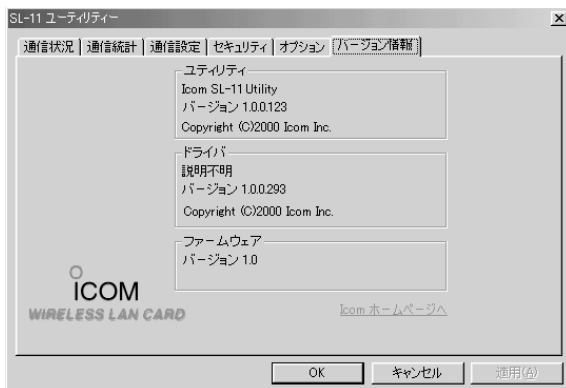 SL-11 ユーティリティー
通信状況 通信統計 通信設定 セキュリティ オプション バージョン情報
ユティリティ
Icom SL-11 Utility
バージョン 1.0.0.123
Copyright (C)2000 Icom Inc.
ドライバ
説明不明
バージョン 1.0.0.293
Copyright (C)2000 Icom Inc.
ファームウェア
バージョン 1.0
ICOM
WIRELESS LAN CARD
Icom ホームページへ
OK キャンセル 適用(A)